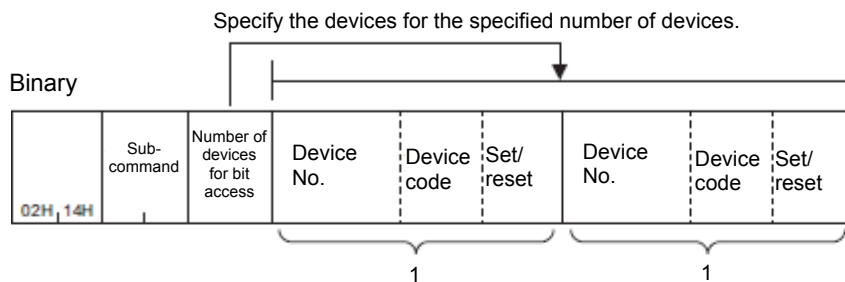 Specify the devices for the specified number of devices.
Binary
02H 14H
Sub-
command
Number of
devices
for bit
access
Device
No.
Device
code
Set/
reset
Device
No.
Device
code
Set/
reset
1
1